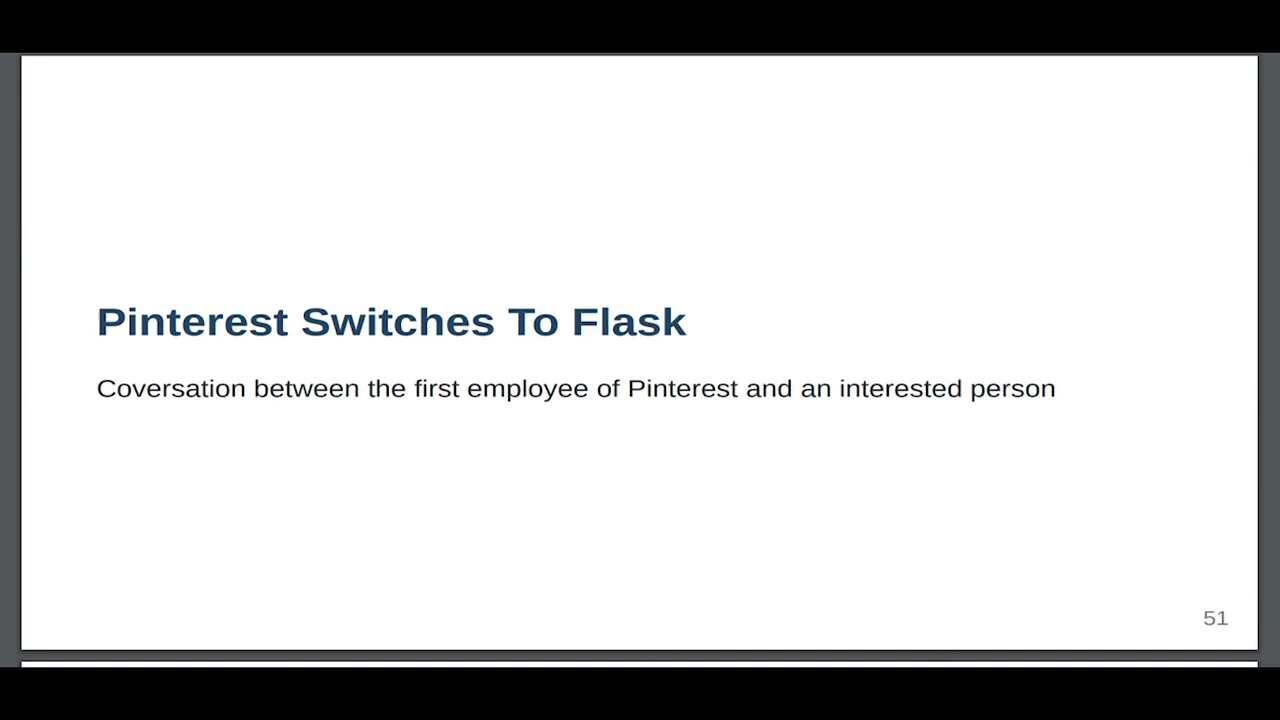 Pinterest Switches To Flask
Coversation between the first employee of Pinterest and an interested person
51